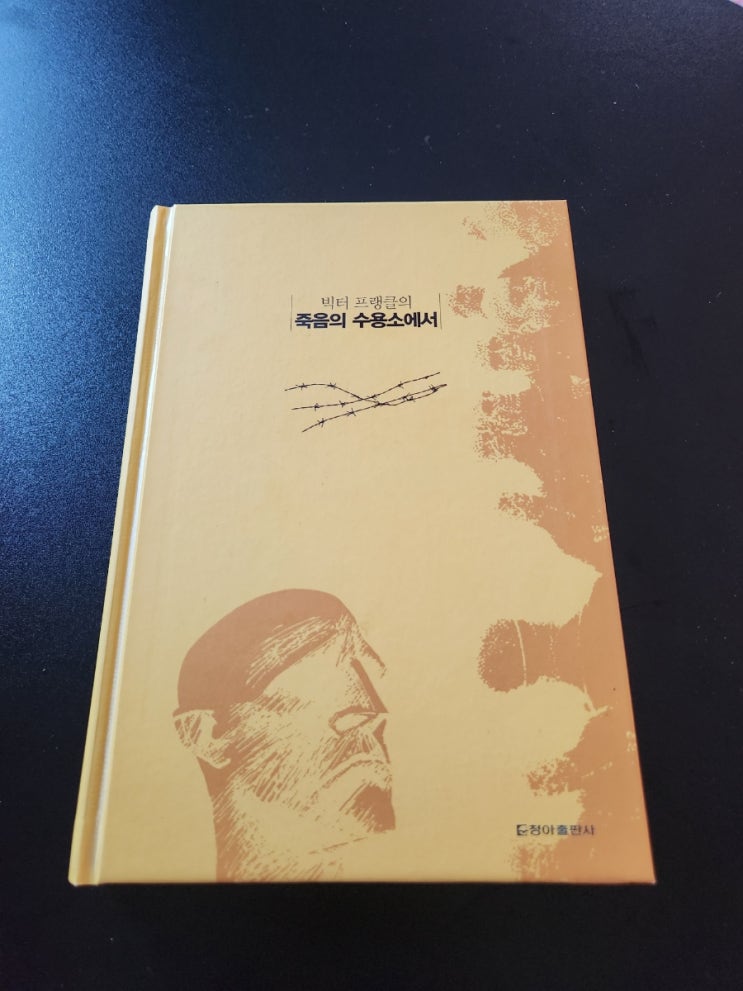 빅터 프랭클의
죽음의 수용소에서
청아출판사